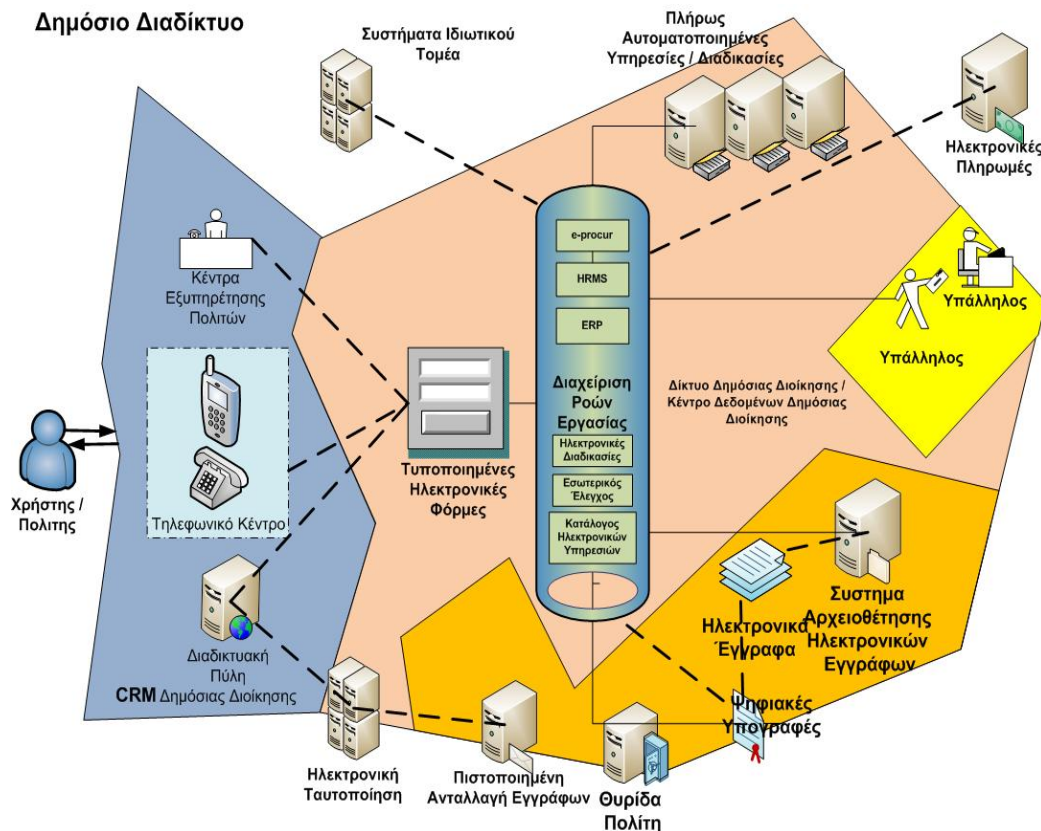 Δημόσιο Διαδίκτυο
Συστήματα Ιδιωτικού
Τομέα
Πλήρως
Αυτοματοποιημένες
Υπηρεσίες / Διαδικασίες
Ηλεκτρονικές
Πληρωμές
Κέντρα
Εξυπηρέτησης
Πολιτών
e-procur
HRMS
ERP
Υπάλληλος
Υπάλληλος
Διαχείριση
Ροών
Εργασίας
Δίκτυο Δημόσιας Διοίκησης /
Κέντρο Δεδομένων Δημόσιας
Διοίκησης
Ηλεκτρονικές
Διαδικασίες
Εσωτερικός
Έλεγχος
Κατάλογος
Ηλεκτρονικών
Υπηρεσιών
Τυποποιημένες
Ηλεκτρονικές
Φόρμες
Χρήστης /
Πολιτης
Τηλεφωνικό Κέντρο
Διαδικτυακή
Πύλη
CRM Δημόσιας Διοίκησης
Ηλεκτρονικα
Έγγραφα
Συστημα
Αρχειοθέτησης
Ηλεκτρονικών
Εγγράφων
Ψηφιακές
Υπογραφές
Ηλεκτρονική
Ταυτοποίηση
Πιστοποιημένη
Ανταλλαγή Εγγράφων
Θυρίδα
Πολίτη